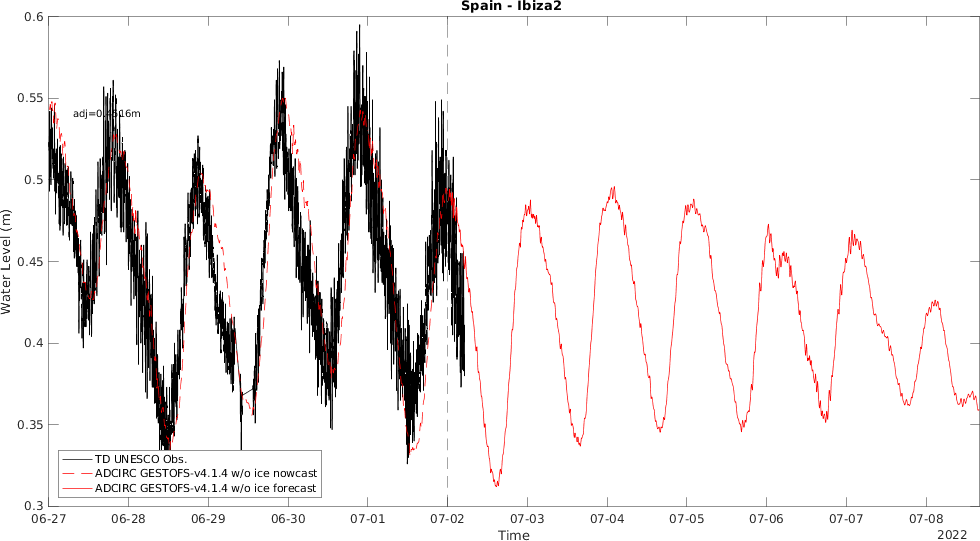 Spain - Ibiza2
0.6
0.55
0.5
0.45
0.4
0.35
0.3
Water Level (m)
adj=0.4516m
TD UNESCO Obs.
ADCIRC GESTOFS-v4.1.4 w/o ice nowcast
ADCIRC GESTOFS-v4.1.4 w/o ice forecast
06-27 06-28 06-29 06-30 07-01 07-02 07-03 07-04 07-05 07-06 07-07 07-08
Time
2022